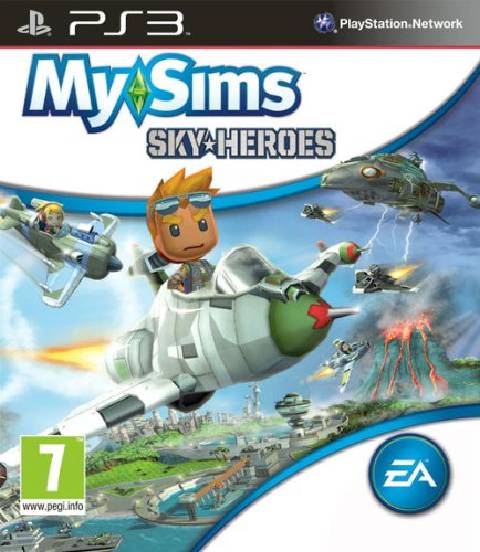 PS3
PlayStation®Network
MySims
SKY★HEROES
7
www.pegi.info
EA